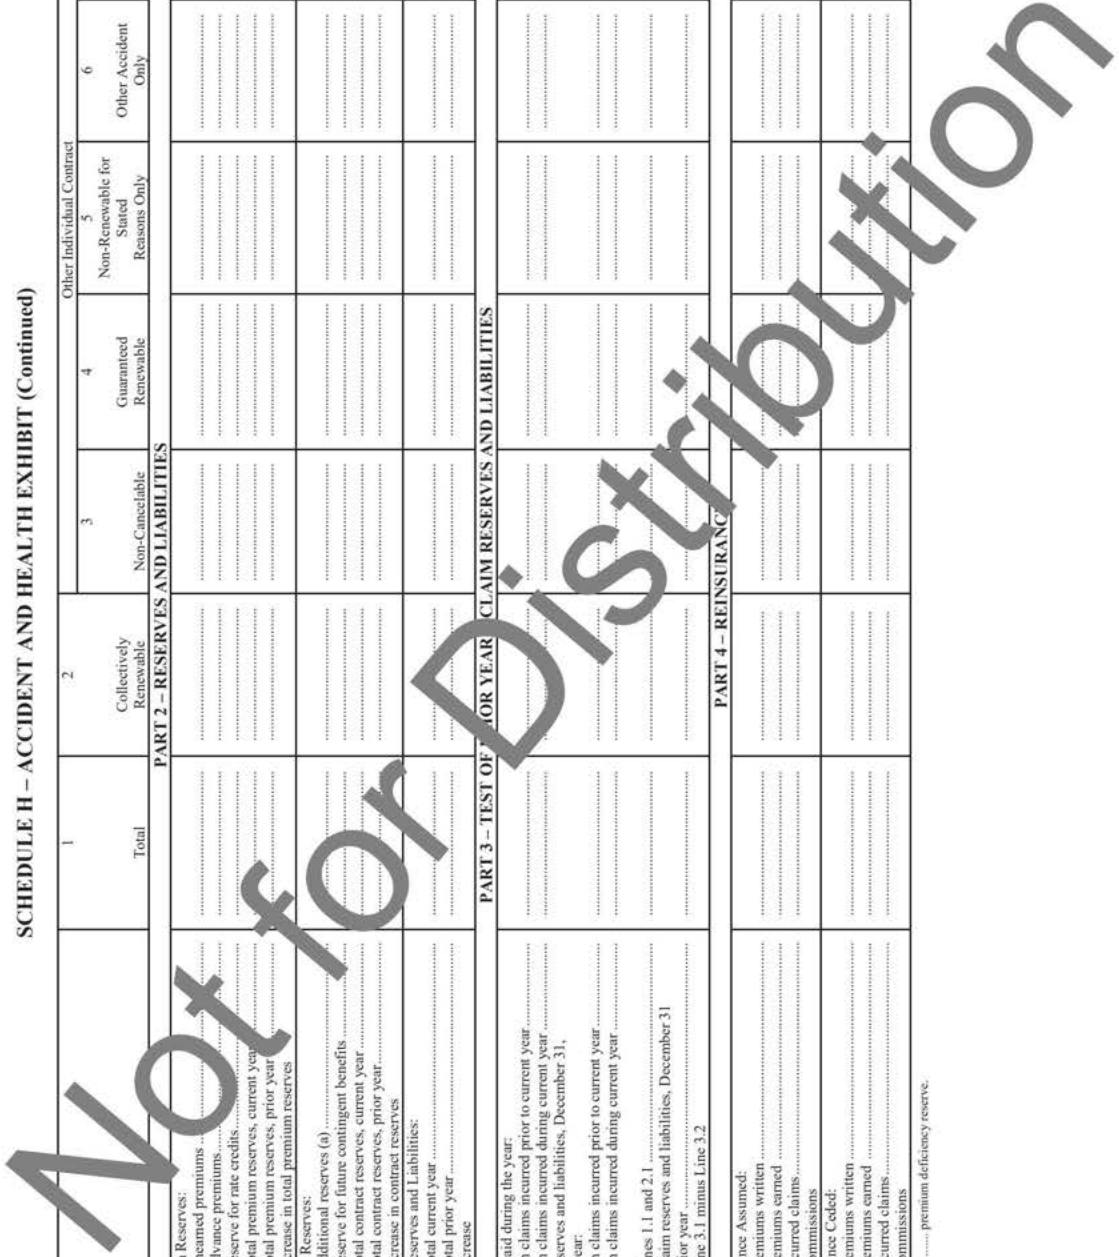 SCHEDULE H – ACCIDENT AND HEALTH EXHIBIT (Continued)
1 2 Other Individual Contract
3 4 5 6
Total Collectively Renewable Non-Cancelable Guaranteed Renewable Non-Renewable for Stated Reasons Only Other Accident Only
PART 2 – RESERVES AND LIABILITIES
Reserves:
earned premiums
dvance premiums
serve for rate credits
tal premium reserves, current year
tal premium reserves, prior year
crease in total premium reserves
Reserves:
dditional reserves (a)
serve for future contingent benefits
tal contract reserves, current year
tal contract reserves, prior year
crease in contract reserves
eserves and Liabilities:
tal current year
tal prior year
crease
PART 3 – TEST OF PRIOR YEAR CLAIM RESERVES AND LIABILITIES
aid during the year:
n claims incurred prior to current year
n claims incurred during current year
serves and liabilities, December 31,
ear:
n claims incurred prior to current year
n claims incurred during current year
nes 1.1 and 2.1
aim reserves and liabilities, December 31
ior year
ne 3.1 minus Line 3.2
PART 4 – REINSURANC
nce Assumed:
emiums written
emiums earned
curred claims
ommissions
nce Ceded:
emiums written
emiums earned
curred claims
ommissions
premium deficiency reserve.
Not for Distribution